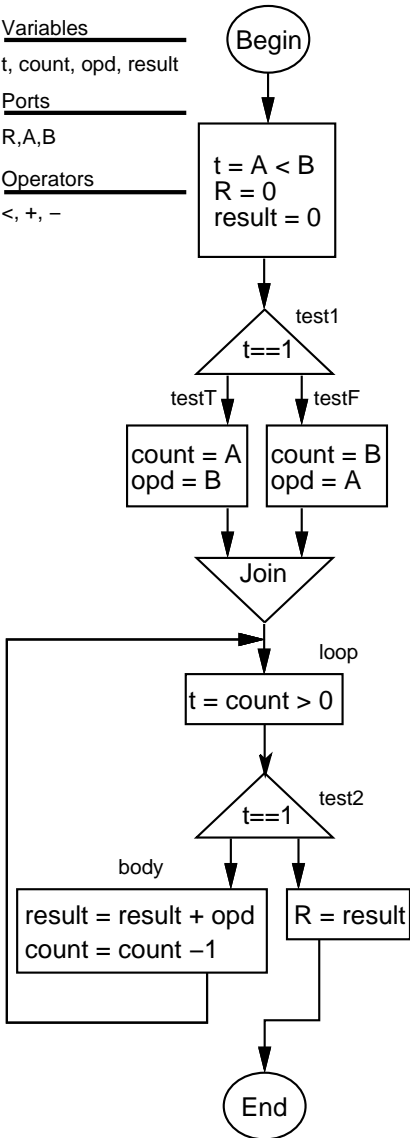 Variables
t, count, opd, result
Ports
R,A,B
Operators
<, +, −
Begin
t = A < B
R = 0
result = 0
test1
t==1
testT
testF
count = A
opd = B
count = B
opd = A
Join
loop
t = count > 0
test2
t==1
body
result = result + opd
count = count −1
R = result
End